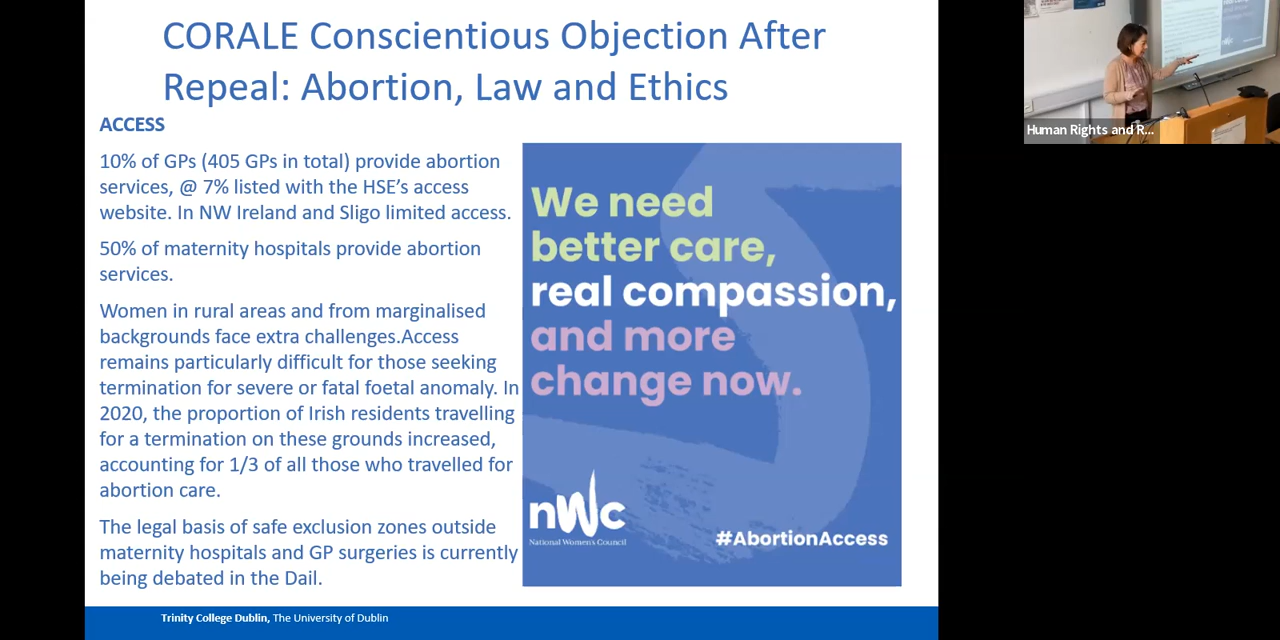 CORALE Conscientious Objection After
Repeal: Abortion, Law and Ethics
ACCESS
10% of GPs (405 GPs in total) provide abortion
services, @ 7% listed with the HSE’s access
website. In NW Ireland and Sligo limited access.
50% of maternity hospitals provide abortion
services.
Women in rural areas and from marginalised
backgrounds face extra challenges.Access
remains particularly difficult for those seeking
termination for severe or fatal foetal anomaly. In
2020, the proportion of Irish residents travelling
for a termination on these grounds increased,
accounting for 1/3 of all those who travelled for
abortion care.
The legal basis of safe exclusion zones outside
maternity hospitals and GP surgeries is currently
being debated in the Dail.
We need
better care,
real compassion,
and more
change now.
nwc
National Women's Council
#AbortionAccess
Trinity College Dublin, The University of Dublin
Human Rights and R...